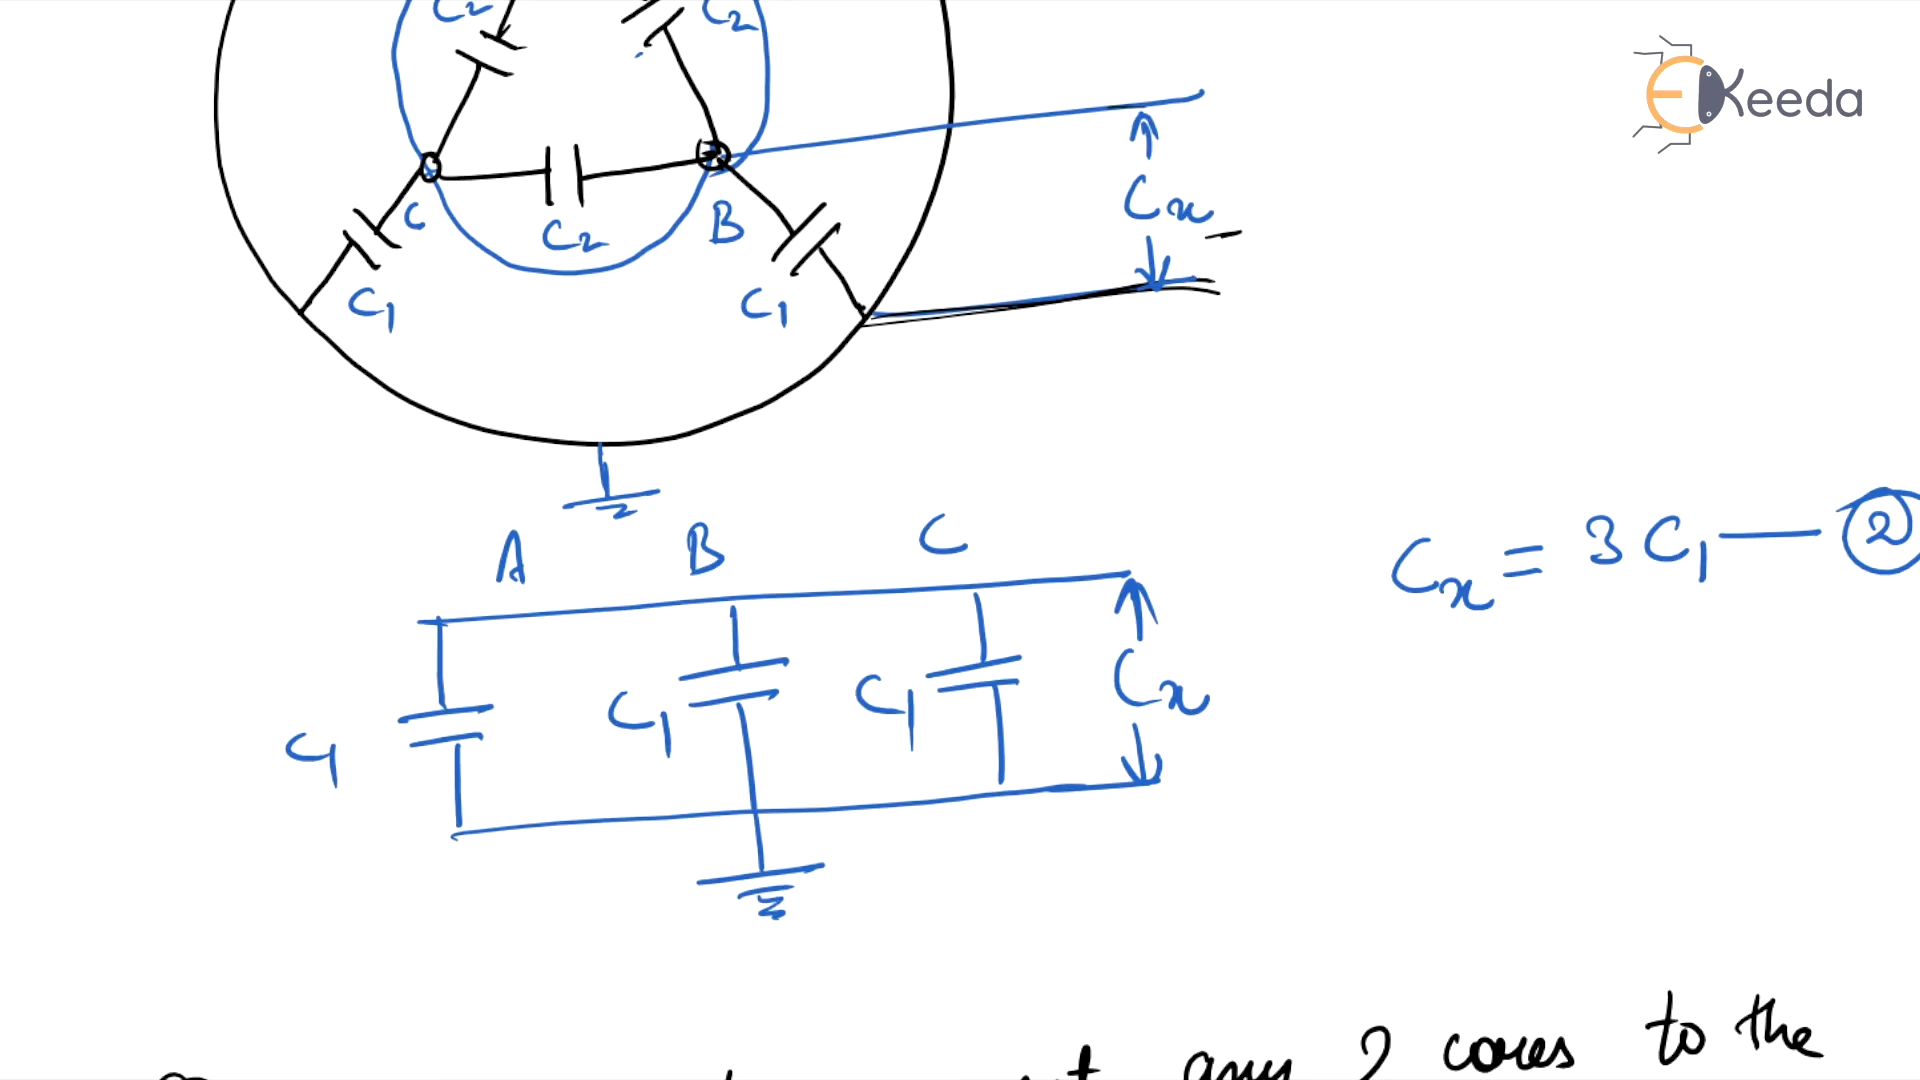 C2 C2
EKeeda
Cx
C B
C2
C1 C1
A B C
Cx = 3C1 — ②
C1 C1 C1 Cx
any 2 cores to the